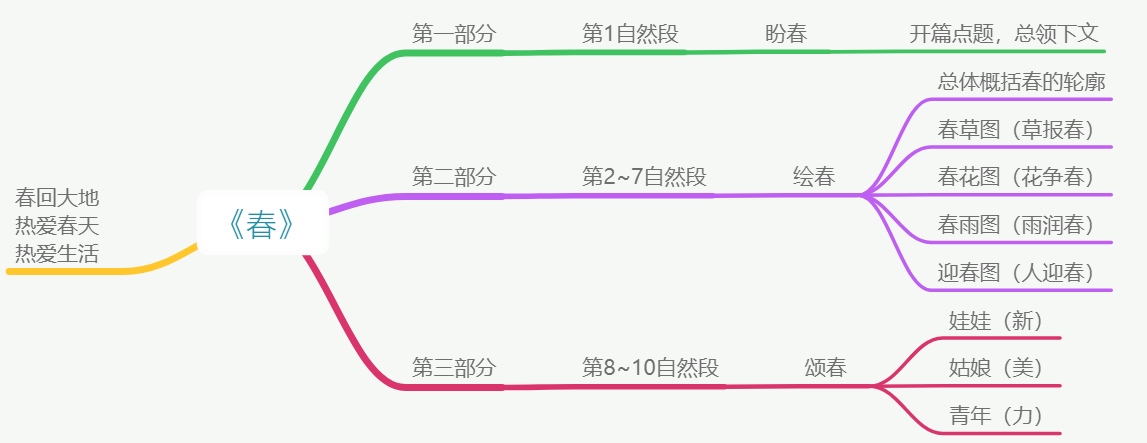 春回大地
热爱春天
热爱生活
《春》
第一部分
第1自然段
盼春
开篇点题，总领下文
第二部分
第2~7自然段
绘春
总体概括春的轮廓
春草图（草报春）
春花图（花争春）
春雨图（雨润春）
迎春图（人迎春）
第三部分
第8~10自然段
颂春
娃娃（新）
姑娘（美）
青年（力）